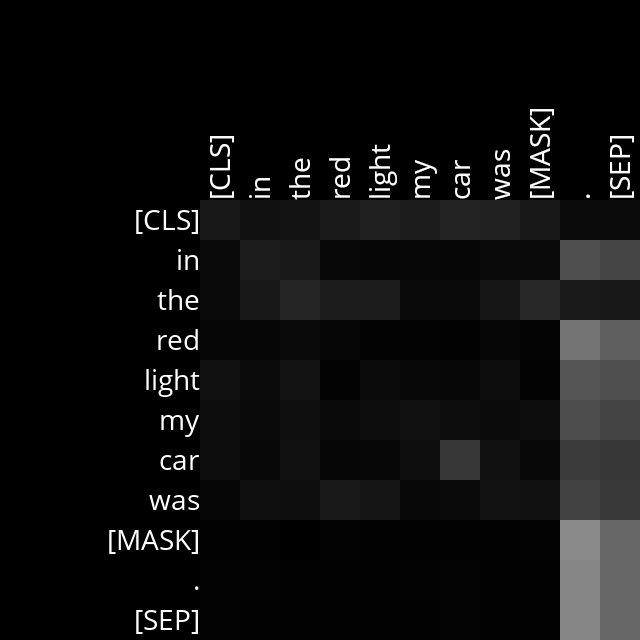 [CLS] in the red light my car was [MASK] . [SEP]
[CLS]
in
the
red
light
my
car
was
[MASK]
.
[SEP]